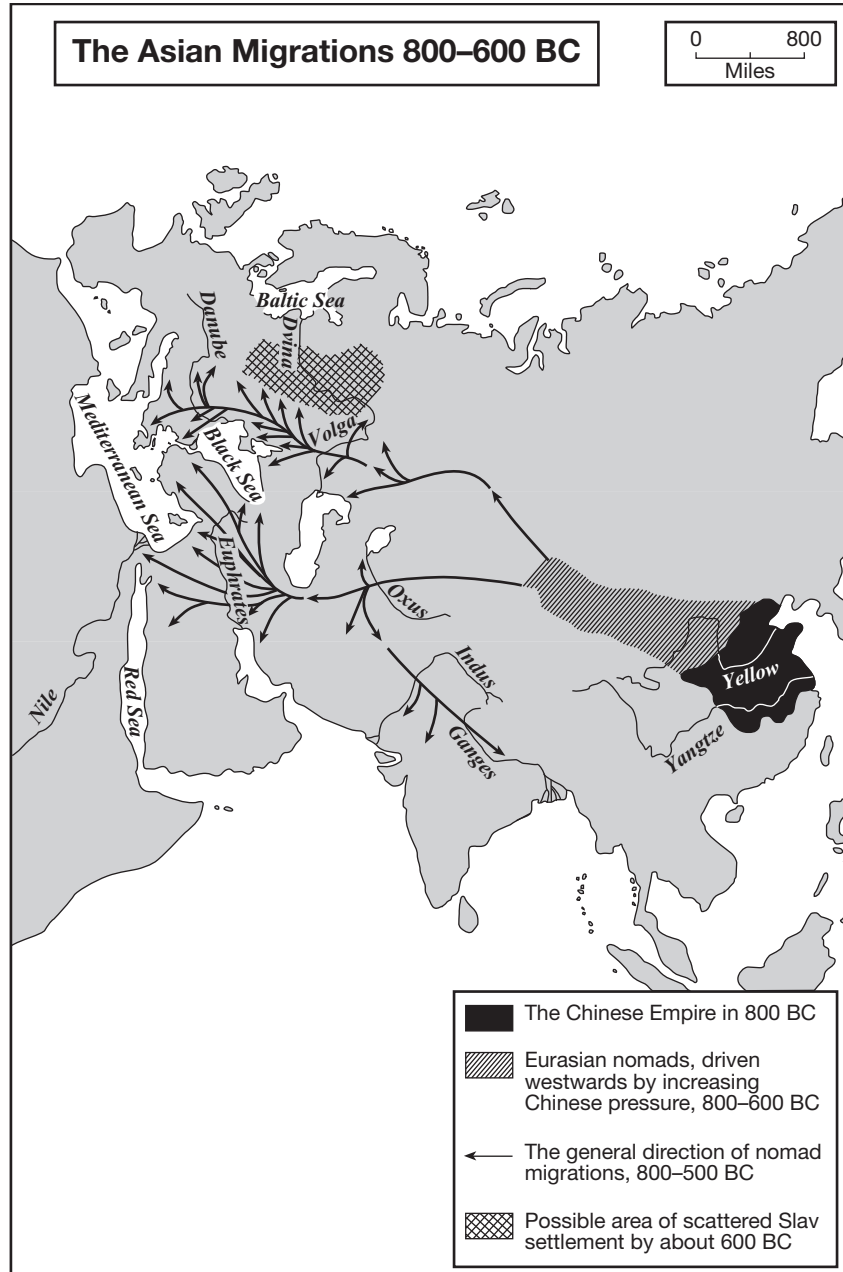 The Asian Migrations 800–600 BC
0 800
Miles
Baltic Sea
Danube
Dvina
Volga
Black Sea
Mediterranean Sea
Euphrates
Oxus
Indus
Ganges
Red Sea
Nile
Yellow
Yangtze
The Chinese Empire in 800 BC
Eurasian nomads, driven
westwards by increasing
Chinese pressure, 800–600 BC
The general direction of nomad
migrations, 800–500 BC
Possible area of scattered Slav
settlement by about 600 BC